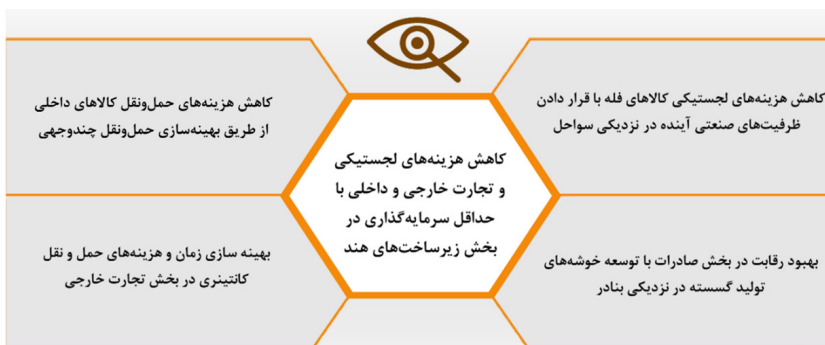 کاهش هزینه‌های لجستیکی کالاهای فله با قرار دادن
ظرفیت‌های صنعتی آینده در نزدیکی سواحل
کاهش هزینه‌های حمل‌ونقل کالاهای داخلی
از طریق بهینه‌سازی حمل‌ونقل چندوجهی
کاهش هزینه‌های لجستیکی
و تجارت خارجی و داخلی با
حداقل سرمایه‌گذاری در
بخش زیرساخت‌های هند
بهبود رقابت در بخش صادرات با توسعه خوشه‌های
تولید گسسته در نزدیکی بنادر
بهینه سازی زمان و هزینه‌های حمل و نقل
کانتینری در بخش تجارت خارجی